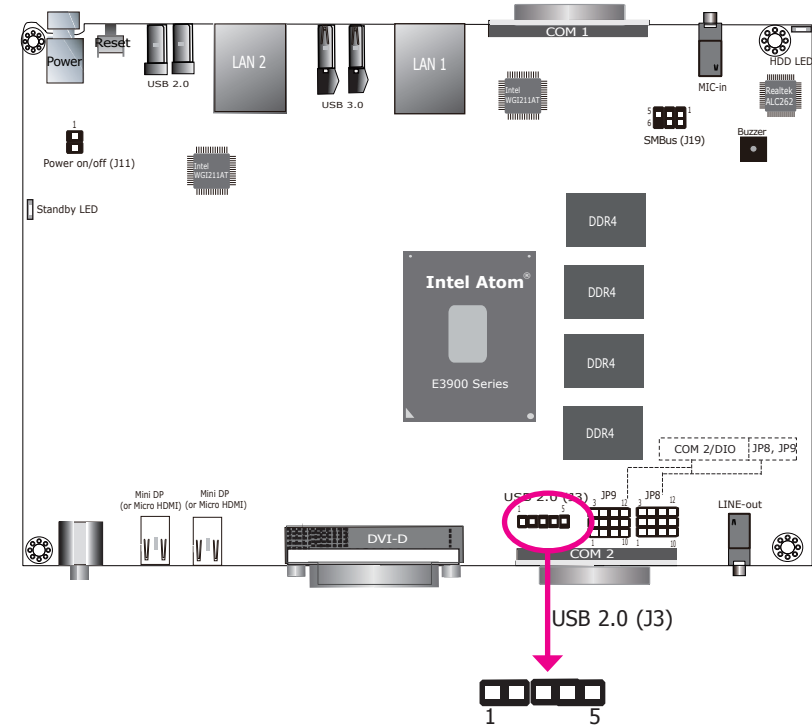 COM 1
Power
Reset
USB 2.0
LAN 2
USB 3.0
LAN 1
MIC-in
HDD LED
Intel
WGI211AT
Realtek
ALC262
5 1
6
SMBus (J19)
Buzzer
1
Power on/off (J11)
Intel
WGI211AT
Standby LED
DDR4
Intel Atom®
DDR4
E3900 Series
DDR4
DDR4
COM 2/DIO JP8, JP9
Mini DP
(or Micro HDMI)
Mini DP
(or Micro HDMI)
USB 2.0 (J3)
1 5
JP9
3 12
1 10
JP8
3 12
1 10
LINE-out
DVI-D
COM 2
USB 2.0 (J3)
1 5